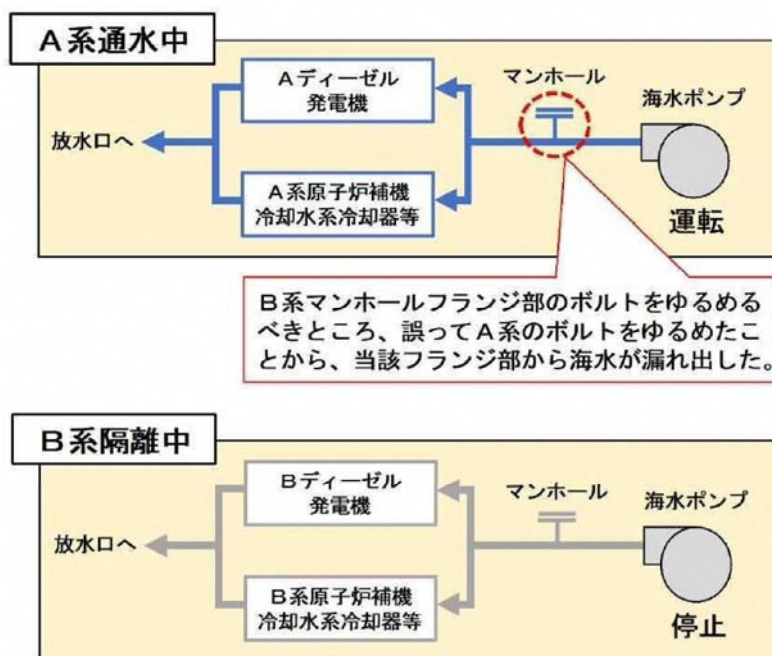 A系通水中
Aディーゼル
発電機
マンホール
海水ポンプ
放水口へ
A系原子炉補機
冷却水系冷却器等
運転
B系マンホールフランジ部のボルトをゆるめる
べきところ、誤ってA系のボルトをゆるめたこ
とから、当該フランジ部から海水が漏れ出した。
B系隔離中
Bディーゼル
発電機
マンホール
海水ポンプ
放水口へ
B系原子炉補機
冷却水系冷却器等
停止